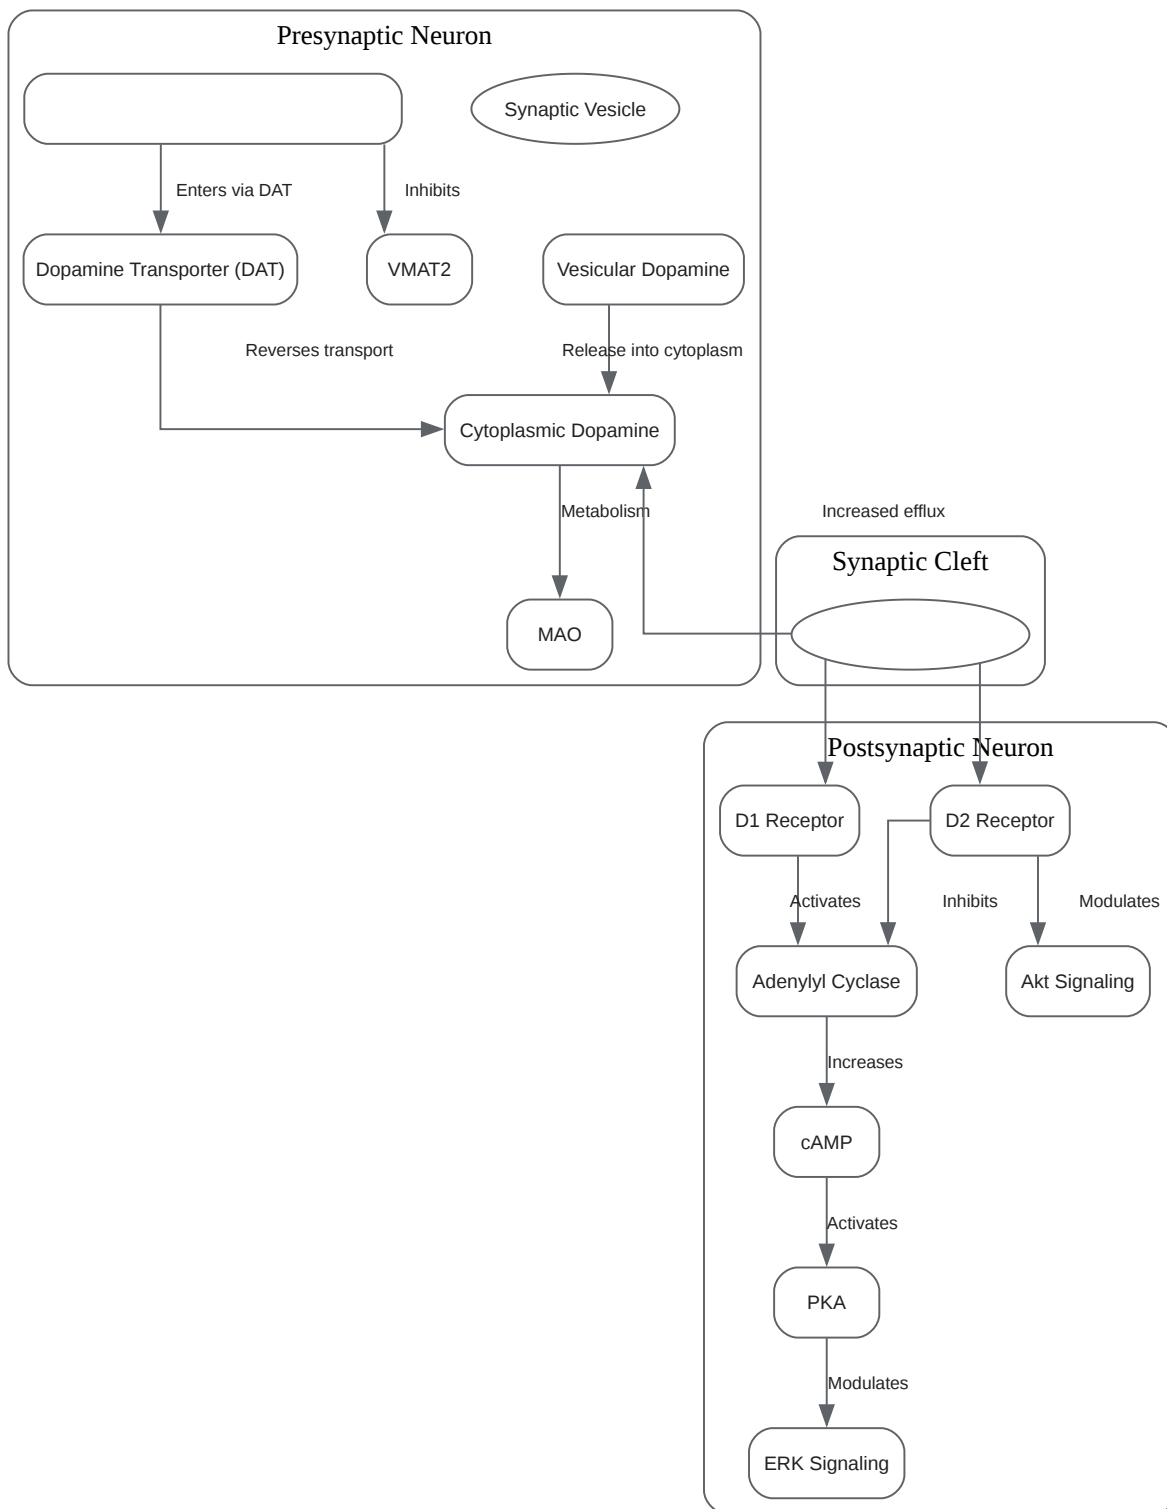 Presynaptic Neuron
Synaptic Vesicle
Enters via DAT
Inhibits
Dopamine Transporter (DAT)
VMAT2
Vesicular Dopamine
Reverses transport
Release into cytoplasm
Cytoplasmic Dopamine
Metabolism
Increased efflux
Synaptic Cleft
MAO
Postsynaptic Neuron
D1 Receptor
D2 Receptor
Activates
Inhibits
Modulates
Adenylyl Cyclase
Akt Signaling
Increases
cAMP
Activates
PKA
Modulates
ERK Signaling